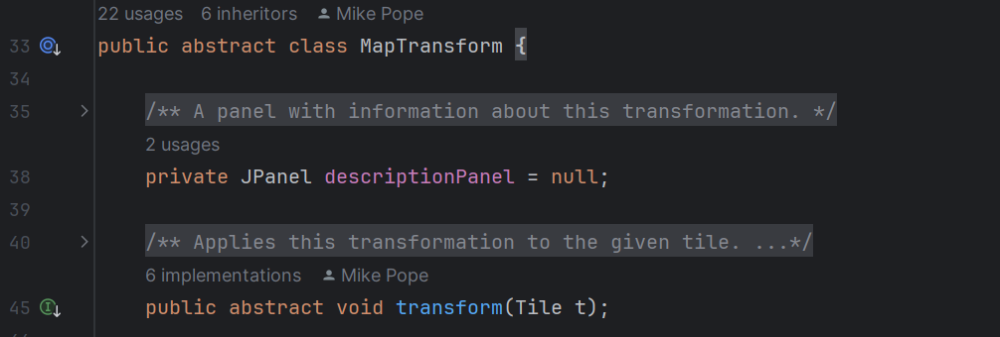 22 usages 6 inheritors Mike Pope
33 public abstract class MapTransform {
34
35 /** A panel with information about this transformation. */
2 usages
38 private JPanel descriptionPanel = null;
39
40 /** Applies this transformation to the given tile. ...*/
6 implementations Mike Pope
45 public abstract void transform(Tile t);